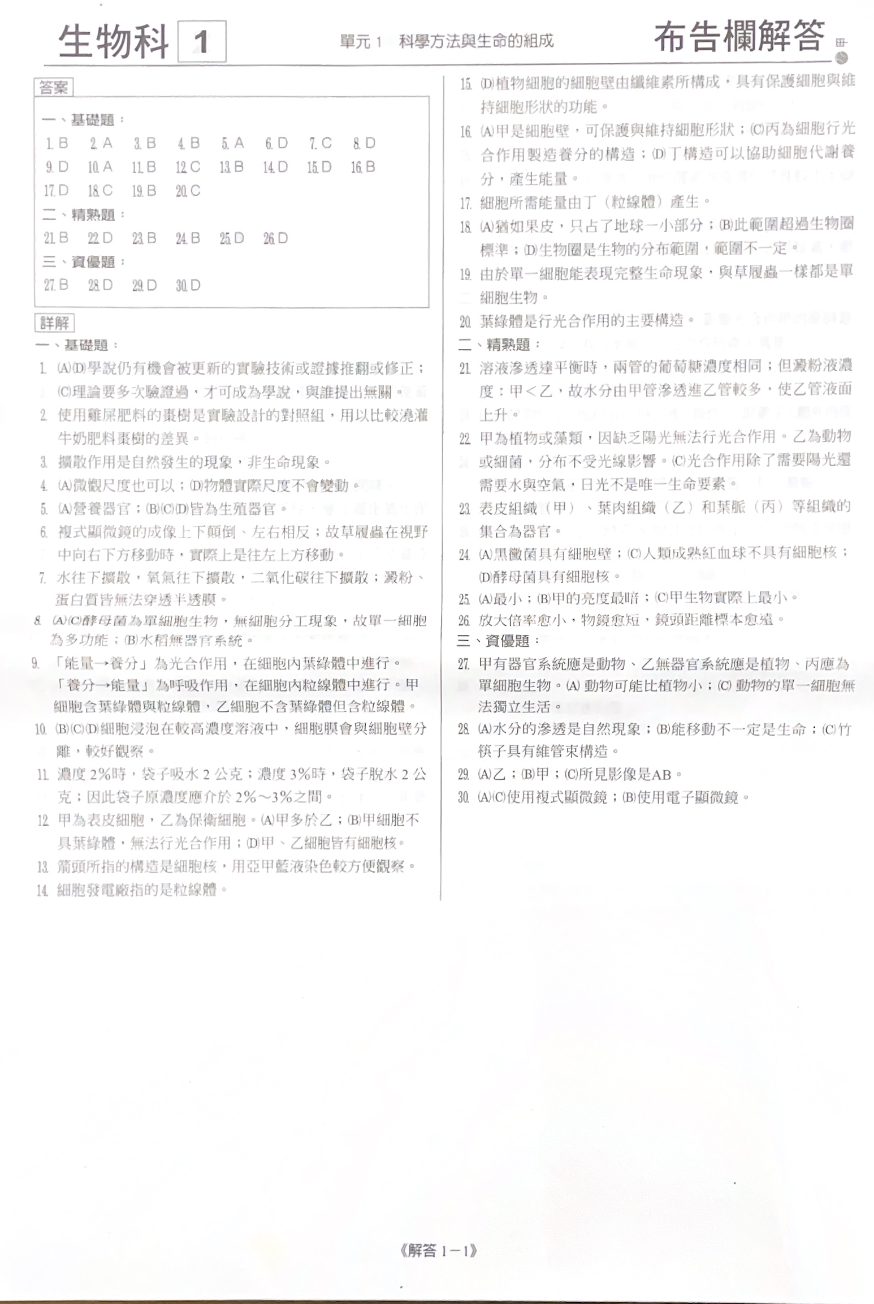 生物科 1 單元 1 科學方法與生命的組成 布告欄解答
答案
一、基礎題：
1. B 2. A 3. B 4. B 5. A 6. D 7. C 8. D
9. D 10. A 11. B 12. C 13. B 14. D 15. D 16. B
17. D 18. C 19. B 20. C
二、精熟題：
21. B 22. D 23. B 24. B 25. D 26. D
三、資優題：
27. B 28. D 29. D 30. D
詳解
一、基礎題：
1. (A)(D)學說仍有機會被更新的實驗技術或證據推翻或修正；
(C)理論要多次驗證過，才可成為學說，與誰提出無關。
2. 使用雞屎肥料的棗樹是實驗設計的對照組，用以比較澆灌
牛奶肥料棗樹的差異。
3. 擴散作用是自然發生的現象，非生命現象。
4. (A)微觀尺度也可以；(D)物體實際尺度不會變動。
5. (A)營養器官；(B)(C)(D)皆為生殖器官。
6. 複式顯微鏡的成像上下顛倒、左右相反；故草履蟲在視野
中向右下方移動時，實際上是往左上方移動。
7. 水往下擴散，氧氣往下擴散，二氧化碳往下擴散；澱粉、
蛋白質皆無法穿透半透膜。
8. (A)(C)酵母菌為單細胞生物，無細胞分工現象，故單一細胞
為多功能；(B)水稻無器官系統。
9. 「能量→養分」為光合作用，在細胞內葉綠體中進行。
「養分→能量」為呼吸作用，在細胞內粒線體中進行。甲
細胞含葉綠體與粒線體，乙細胞不含葉綠體但含粒線體。
10. (B)(C)(D)細胞浸泡在較高濃度溶液中，細胞膜會與細胞壁分
離，較好觀察。
11. 濃度 2%時，袋子吸水 2 公克；濃度 3%時，袋子脫水 2 公
克；因此袋子原濃度應介於 2%～3%之間。
12. 甲為表皮細胞，乙為保衛細胞。(A)甲多於乙；(B)甲細胞不
具葉綠體，無法行光合作用；(D)甲、乙細胞皆有細胞核。
13. 箭頭所指的構造是細胞核，用亞甲藍液染色較方便觀察。
14. 細胞發電廠指的是粒線體。
15. (D)植物細胞的細胞壁由纖維素所構成，具有保護細胞與維
持細胞形狀的功能。
16. (A)甲是細胞壁，可保護與維持細胞形狀；(C)丙為細胞行光
合作用製造養分的構造；(D)丁構造可以協助細胞代謝養
分，產生能量。
17. 細胞所需能量由丁（粒線體）產生。
18. (A)猶如果皮，只占了地球一小部分；(B)此範圍超過生物圈
標準；(D)生物圈是生物的分布範圍，範圍不一定。
19. 由於單一細胞能表現完整生命現象，與草履蟲一樣都是單
細胞生物。
20. 葉綠體是行光合作用的主要構造。
二、精熟題：
21. 溶液滲透達平衡時，兩管的葡萄糖濃度相同；但澱粉液濃
度：甲＜乙，故水分由甲管滲透進乙管較多，使乙管液面
上升。
22. 甲為植物或藻類，因缺乏陽光無法行光合作用。乙為動物
或細菌，分布不受光線影響。(C)光合作用除了需要陽光還
需要水與空氣，日光不是唯一生命要素。
23. 表皮組織（甲）、葉肉組織（乙）和葉脈（丙）等組織的
集合為器官。
24. (A)黑黴菌具有細胞壁；(C)人類成熟紅血球不具有細胞核；
(D)酵母菌具有細胞核。
25. (A)最小；(B)甲的亮度最暗；(C)甲生物實際上最小。
26. 放大倍率愈小，物鏡愈短，鏡頭距離標本愈遠。
三、資優題：
27. 甲有器官系統應是動物、乙無器官系統應是植物、丙應為
單細胞生物。(A) 動物可能比植物小；(C) 動物的單一細胞無
法獨立生活。
28. (A)水分的滲透是自然現象；(B)能移動不一定是生命；(C)竹
筷子具有維管束構造。
29. (A)乙；(B)甲；(C)所見影像是AB。
30. (A)(C)使用複式顯微鏡；(B)使用電子顯微鏡。
《解答 1－1》